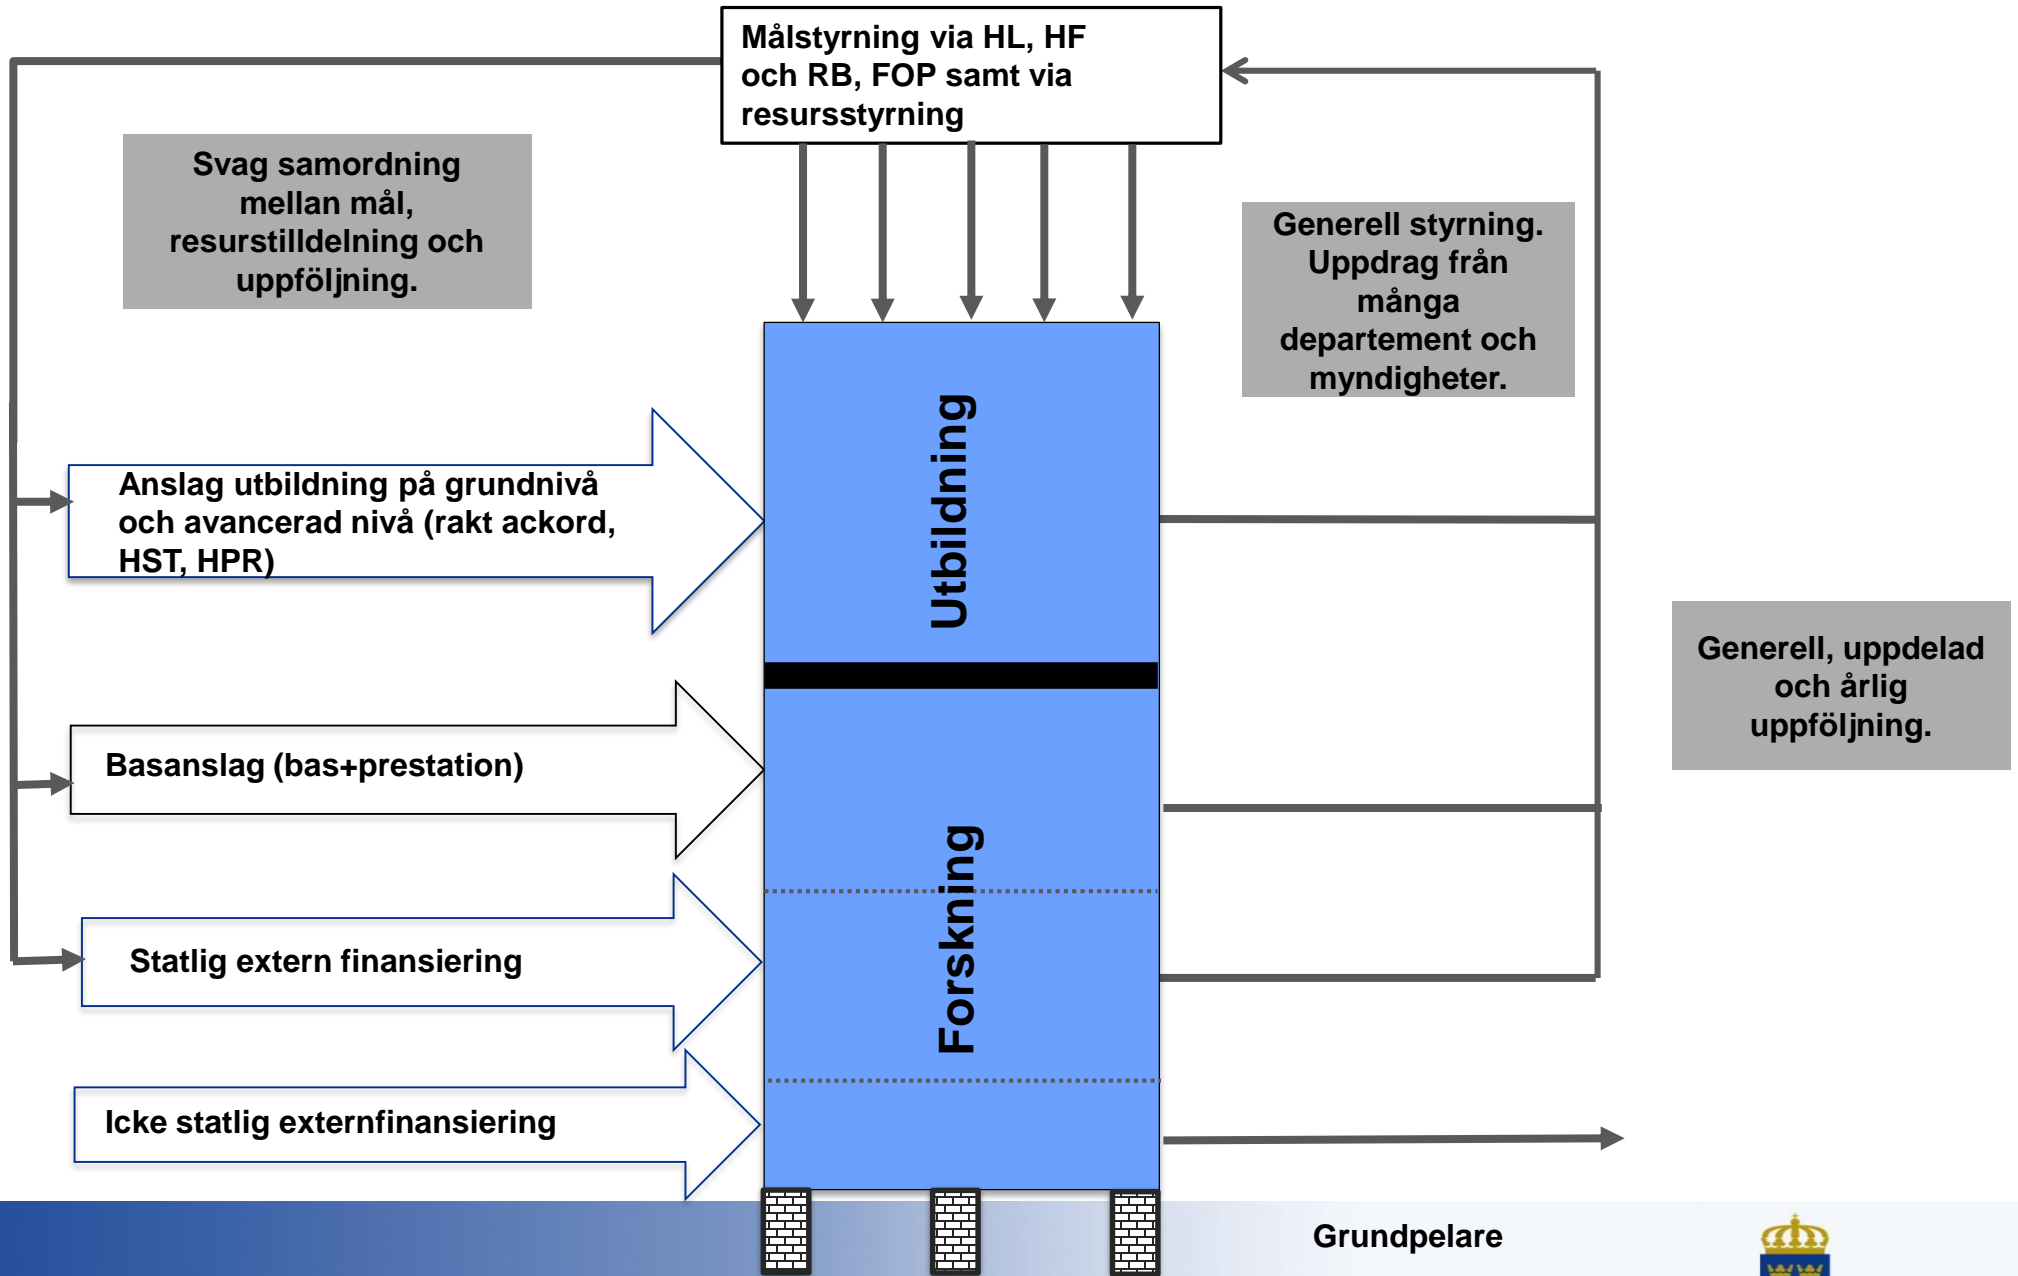 Målstyrning via HL, HF
och RB, FOP samt via
resursstyrning
Svag samordning
mellan mål,
resurstilldelning och
uppföljning.
Generell styrning.
Uppdrag från
många
departement och
myndigheter.
Anslag utbildning på grundnivå
och avancerad nivå (rakt ackord,
HST, HPR)
Utbildning
Generell, uppdelad
och årlig
uppföljning.
Basanslag (bas+prestation)
Forskning
Statlig extern finansiering
Icke statlig externfinansiering
Grundpelare